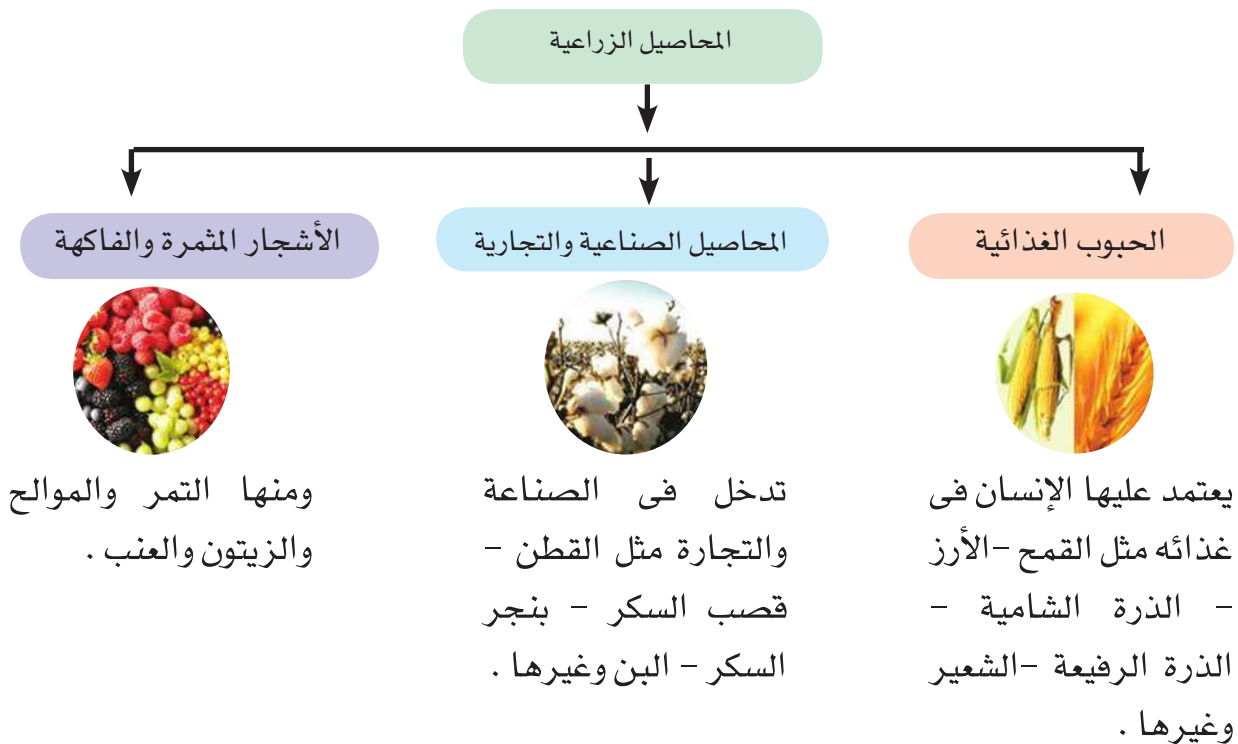 المحاصيل الزراعية
الحبوب الغذائية
يعتمد عليها الإنسان فى
غذائه مثل القمح -الأرز
- الذرة الشامية -
الذرة الرفيعة -الشعير
وغيرها .
المحاصيل الصناعية والتجارية
تدخل فى الصناعة
والتجارة مثل القطن -
قصب السكر - بنجر
السكر - البن وغيرها .
الأشجار المثمرة والفاكهة
ومنها التمر والموالح
والزيتون والعنب .